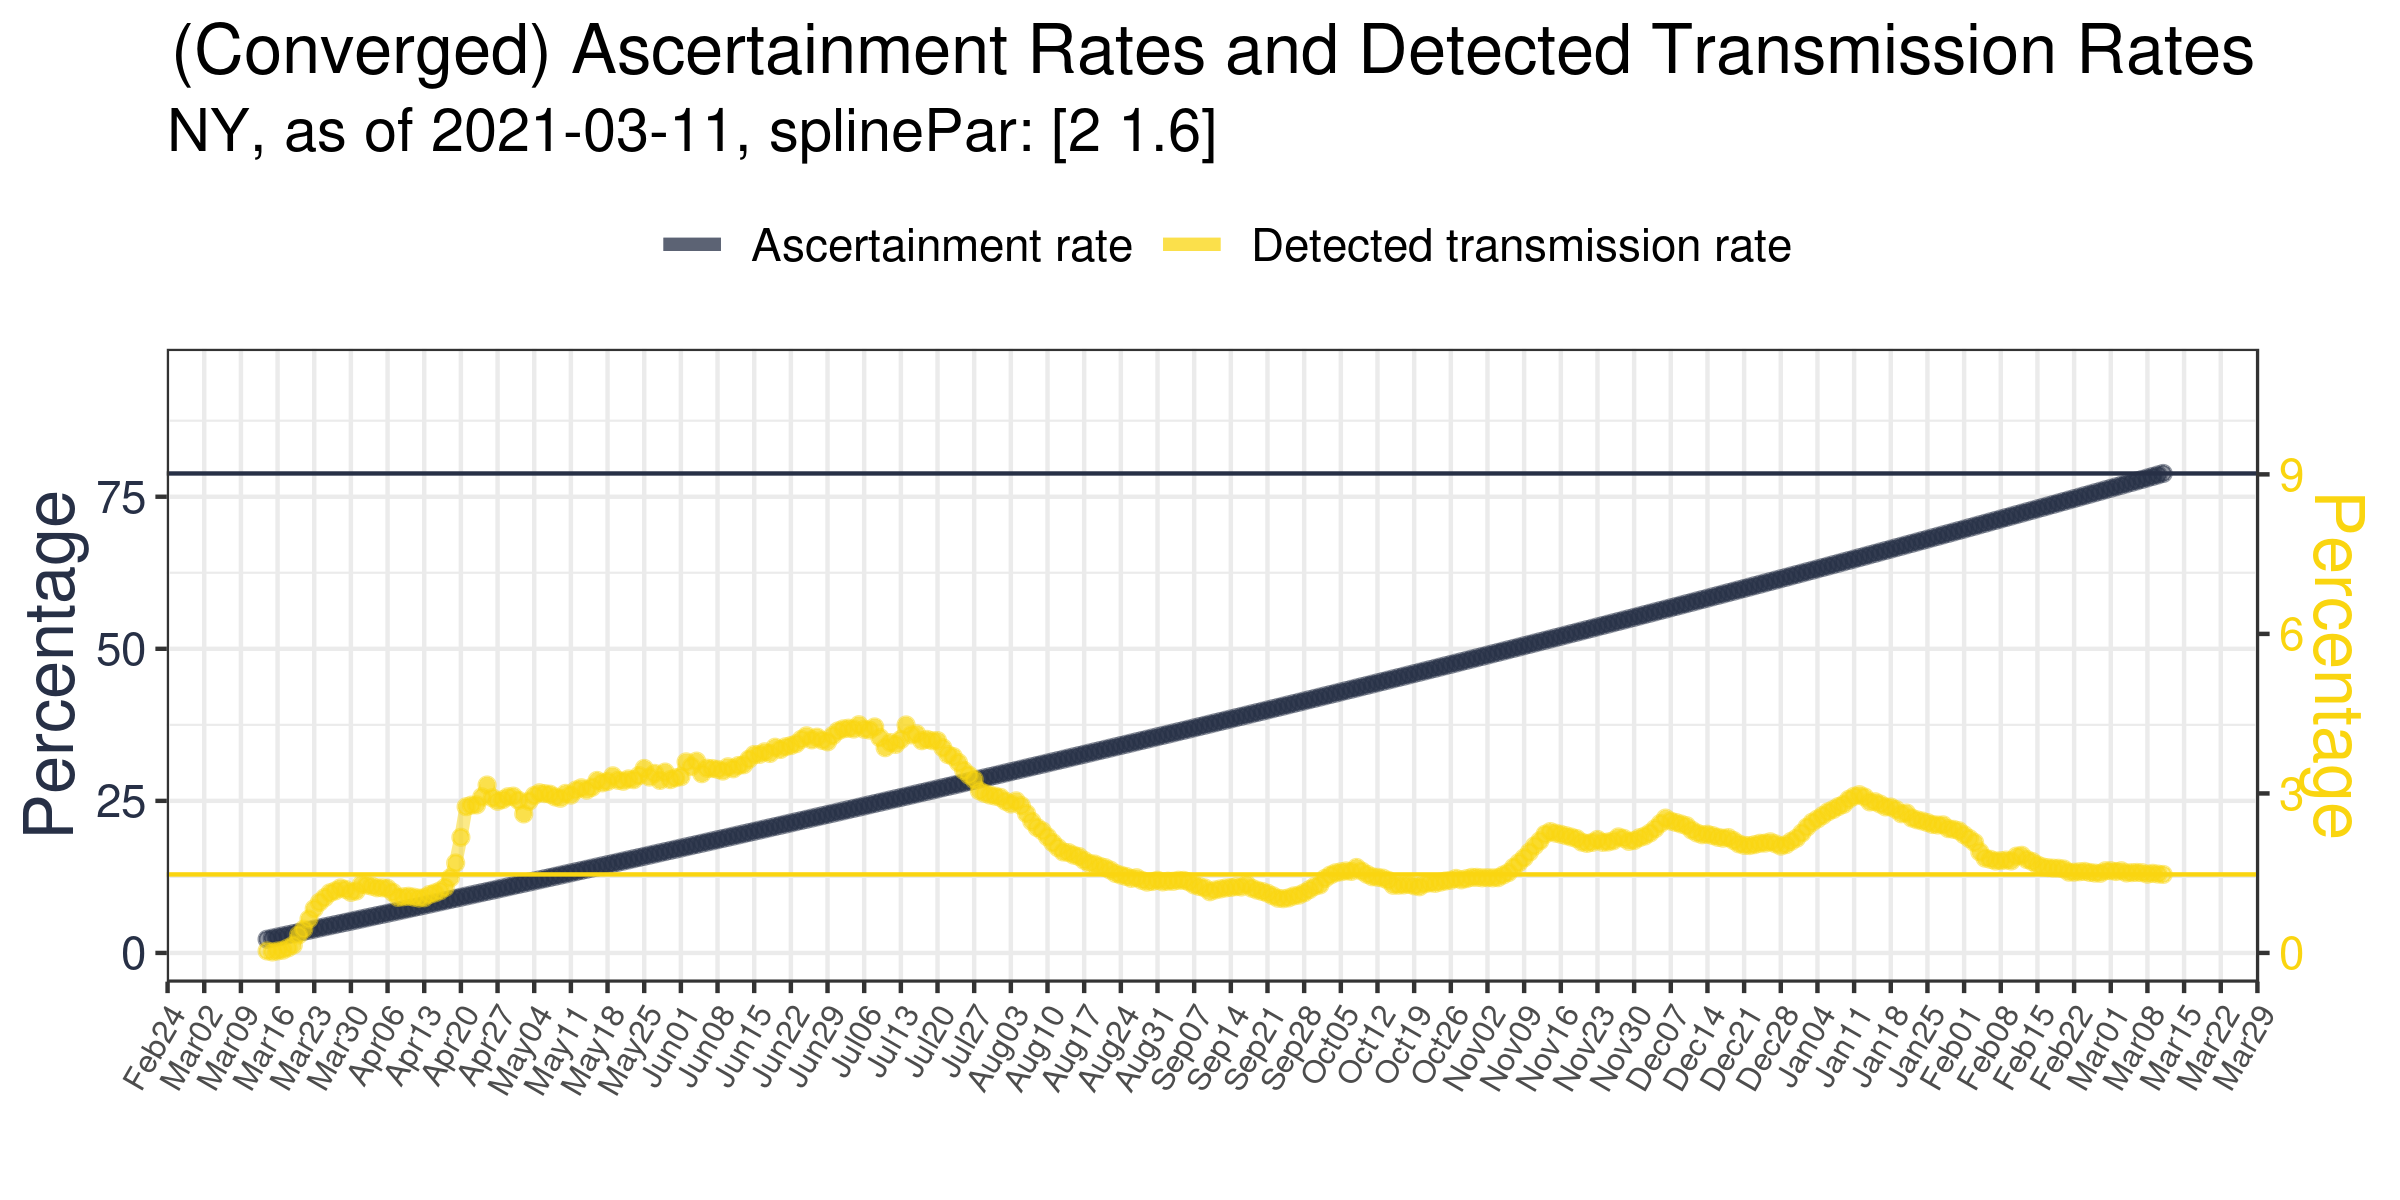 (Converged) Ascertainment Rates and Detected Transmission Rates
NY, as of 2021-03-11, splinePar: [2 1.6]
Ascertainment rate Detected transmission rate
Percentage
75
50
25
0
9
6
3
0
Percentage
Feb24 Mar02 Mar09 Mar16 Mar23 Mar30 Apr06 Apr13 Apr20 Apr27 May04 May11 May18 May25 Jun01 Jun08 Jun15 Jun22 Jun29 Jul06 Jul13 Jul20 Jul27 Aug03 Aug10 Aug17 Aug24 Aug31 Sep07 Sep14 Sep21 Sep28 Oct05 Oct12 Oct19 Oct26 Nov02 Nov09 Nov16 Nov23 Nov30 Dec07 Dec14 Dec21 Dec28 Jan04 Jan11 Jan18 Jan25 Feb01 Feb08 Feb15 Feb22 Mar01 Mar08 Mar15 Mar22 Mar29